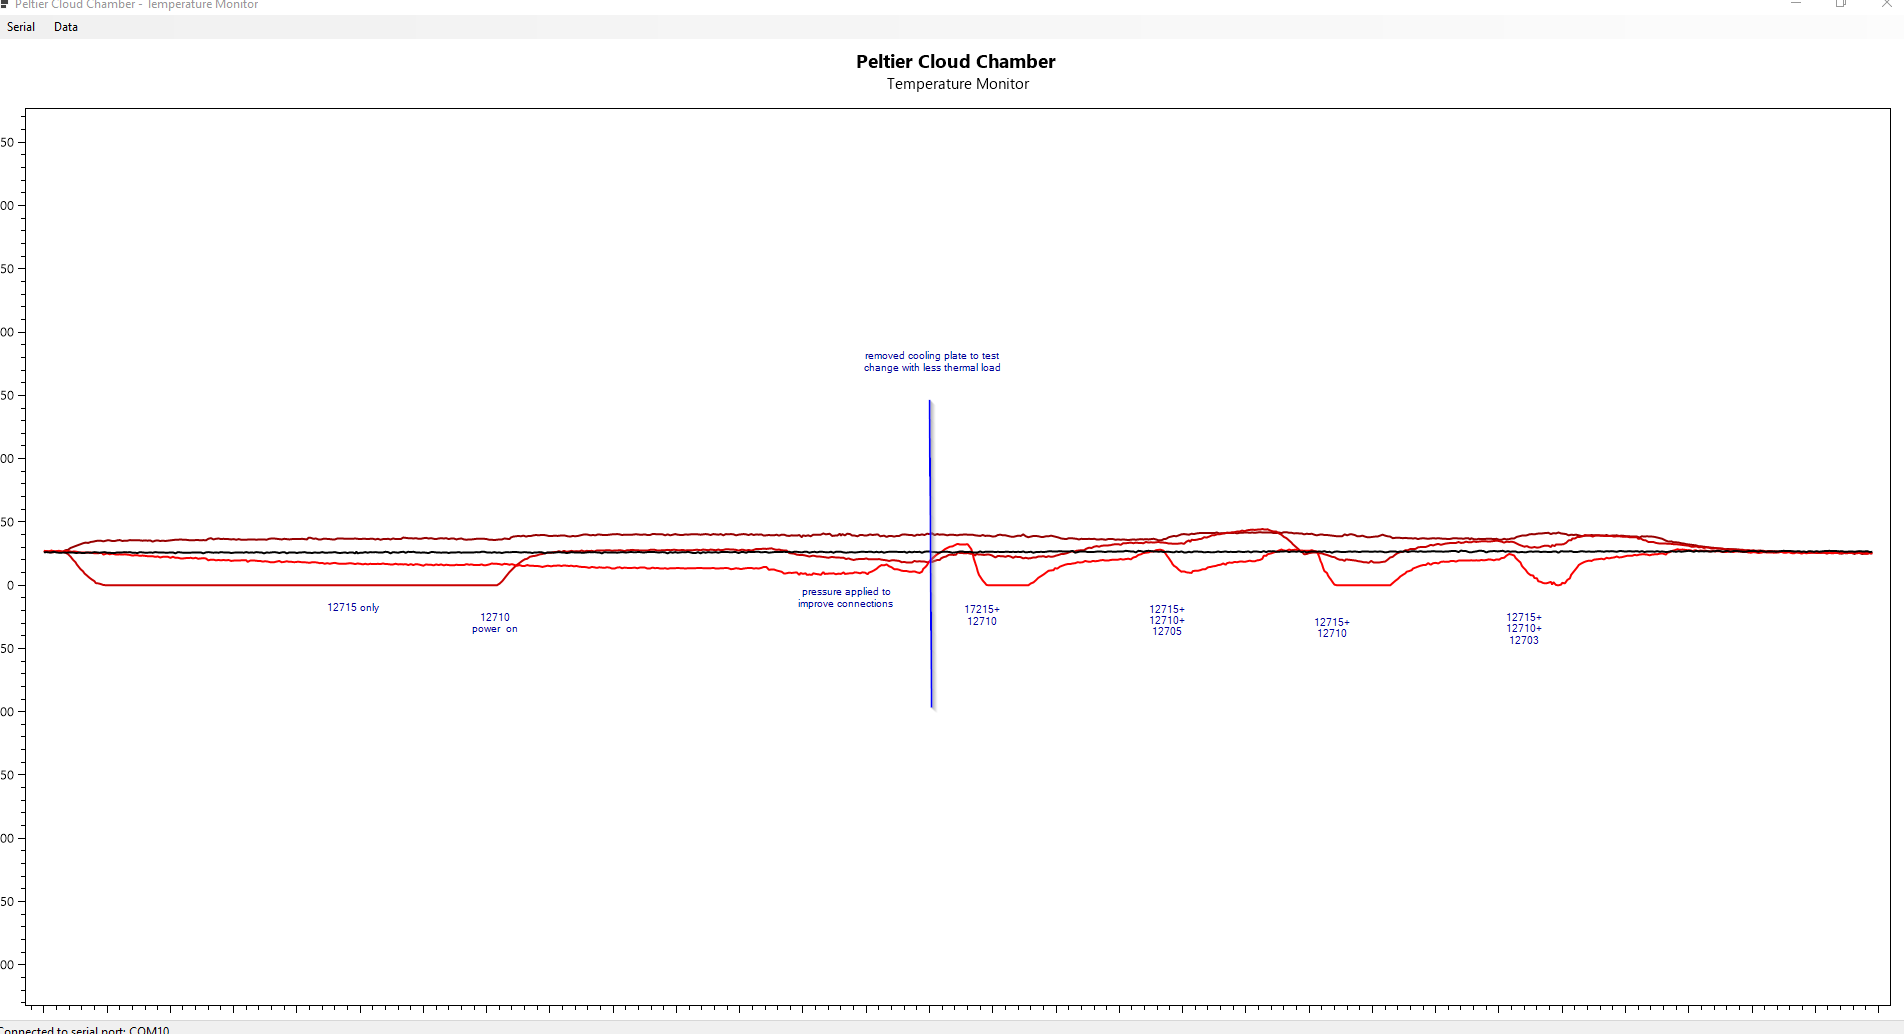 Peltier Cloud Chamber - Temperature Monitor
Serial Data
Peltier Cloud Chamber
Temperature Monitor
50
00
50
00
50
00
50
0
50
00
50
00
50
00
removed cooling plate to test
change with less thermal load
pressure applied to
improve connections
12715 only
12710
power on
17215+
12710
12715+
12710+
12705
12715+
12710
12715+
12710+
12703
Connected to serial port: COM10